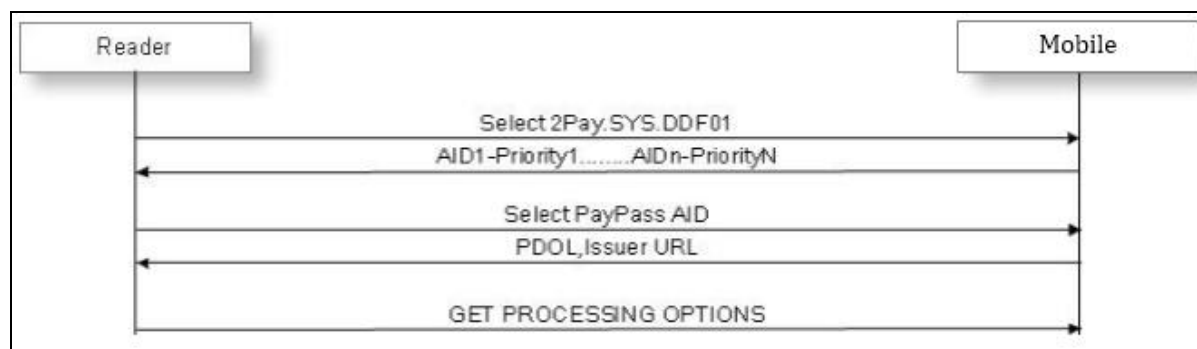 Reader
Mobile
Select 2Pay.SYS.DDF01
AID1-Priority1........AIDn-PriorityN
Select PayPass AID
PDOL,Issuer URL
GET PROCESSING OPTIONS